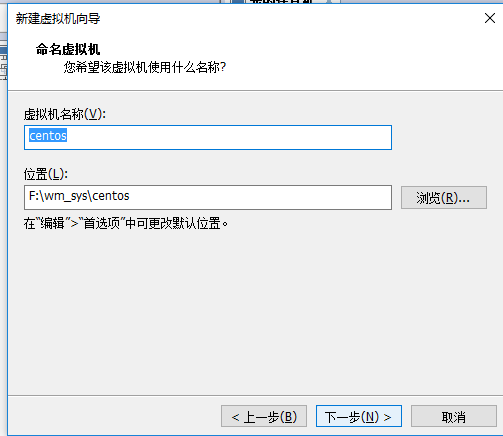 新建虚拟机向导
命名虚拟机
您希望该虚拟机使用什么名称?
虚拟机名称(V):
centos
位置(L):
F:\wm_sys\centos
浏览(R)...
在“编辑”>“首选项”中可更改默认位置。
< 上一步(B)
下一步(N) >
取消